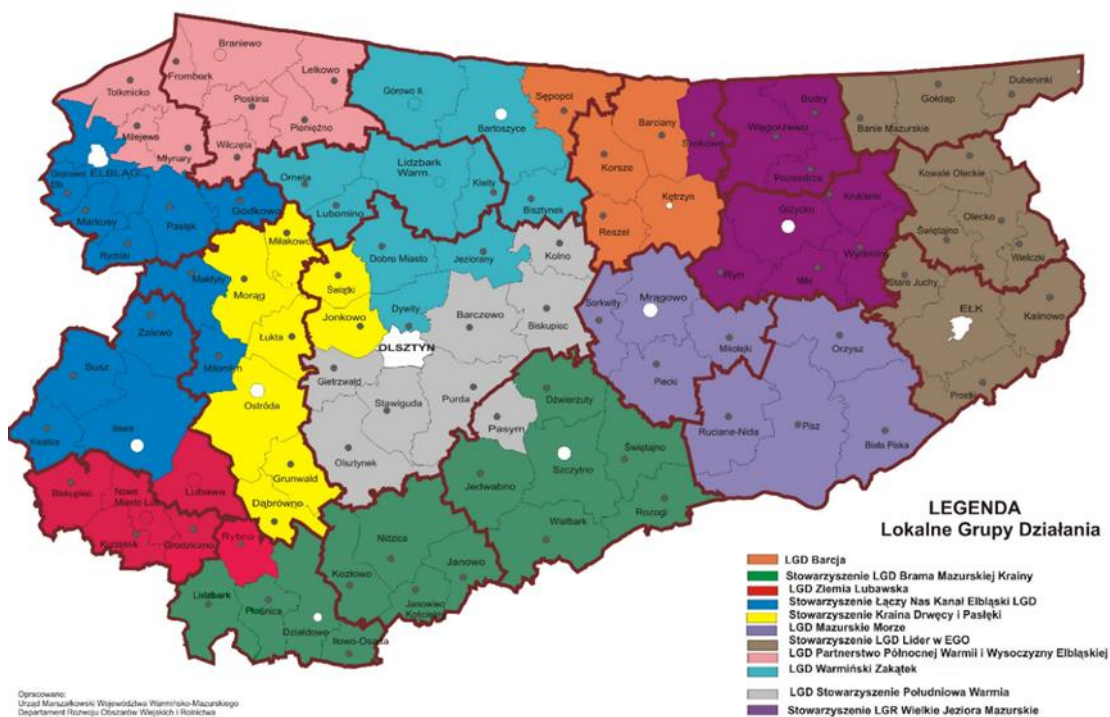 Braniewo
Frombork
Lelkowo
Tolkmicko
Płoskinia
Pieniężno
Milejewo
Młynary
Wilczęta
Górowo Ił.
Bartoszyce
Sępopol
Barciany
Korsze
Kętrzyn
Reszel
Srokowo
Węgorzewo
Budry
Pozezdrze
Giżycko
Kruklanki
Wydminy
Ryn
Miłki
Banie Mazurskie
Gołdap
Dubeninki
Kowale Oleckie
Olecko
Świętajno
Wieliczki
Stare Juchy
EŁK
Kalinowo
Prostki
ELBLĄG
Gronowo
Elb.
Markusy
Pasłęk
Rychliki
Godkowo
Orneta
Lidzbark
Warm.
Kiwity
Lubomino
Bisztynek
Dobre Miasto
Jeziorany
Kolno
Dywity
Miłakowo
Małdyty
Morąg
Świątki
Jonkowo
Łukta
Zalewo
Miłomłyn
Susz
Ostróda
Iława
Kisielice
Grunwald
Dąbrówno
OLSZTYN
Barczewo
Biskupiec
Gietrzwałd
Stawiguda
Purda
Olsztynek
Pasym
Sorkwity
Mrągowo
Mikołajki
Piecki
Orzysz
Ruciane-Nida
Pisz
Biała Piska
Dźwierzuty
Szczytno
Świętajno
Jedwabno
Rozogi
Wielbark
Biskupiec
Nowe
Miasto Lub.
Lubawa
Kurzętnik
Grodziczno
Rybno
Lidzbark
Płośnica
Działdowo
Iłowo-Osada
Nidzica
Kozłowo
Janowo
Janowiec
Kościelny
LEGENDA
Lokalne Grupy Działania
LGD Barcja
Stowarzyszenie LGD Brama Mazurskiej Krainy
LGD Ziemia Lubawska
Stowarzyszenie Łączy Nas Kanał Elbląski LGD
Stowarzyszenie Kraina Drwęcy i Pasłęki
LGD Mazurskie Morze
Stowarzyszenie LGD Lider w EGO
LGD Partnerstwo Północnej Warmii i Wysoczyzny Elbląskiej
LGD Warmiński Zakątek
LGD Stowarzyszenie Południowa Warmia
Stowarzyszenie LGR Wielkie Jeziora Mazurskie
Opracowano:
Urząd Marszałkowski Województwa Warmińsko-Mazurskiego
Departament Rozwoju Obszarów Wiejskich i Rolnictwa